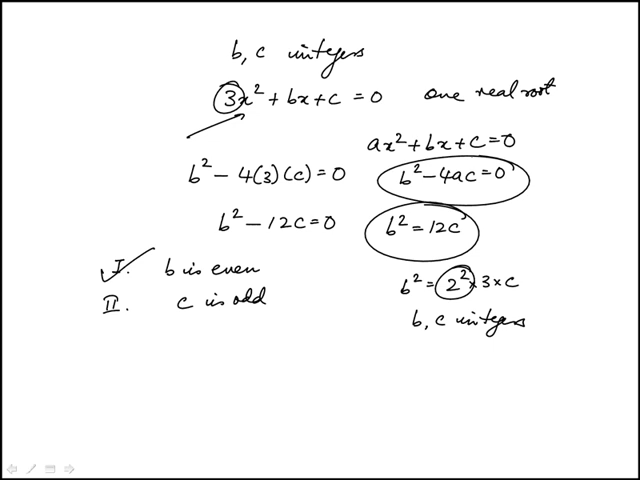 b, c integers
3x² + bx + c = 0 one real root
ax² + bx + c = 0
b² - 4(3)(c) = 0 b² - 4ac = 0
b² - 12c = 0 b² = 12c
I. b is even
b² = 2² × 3 × c
II. c is odd
b, c integers